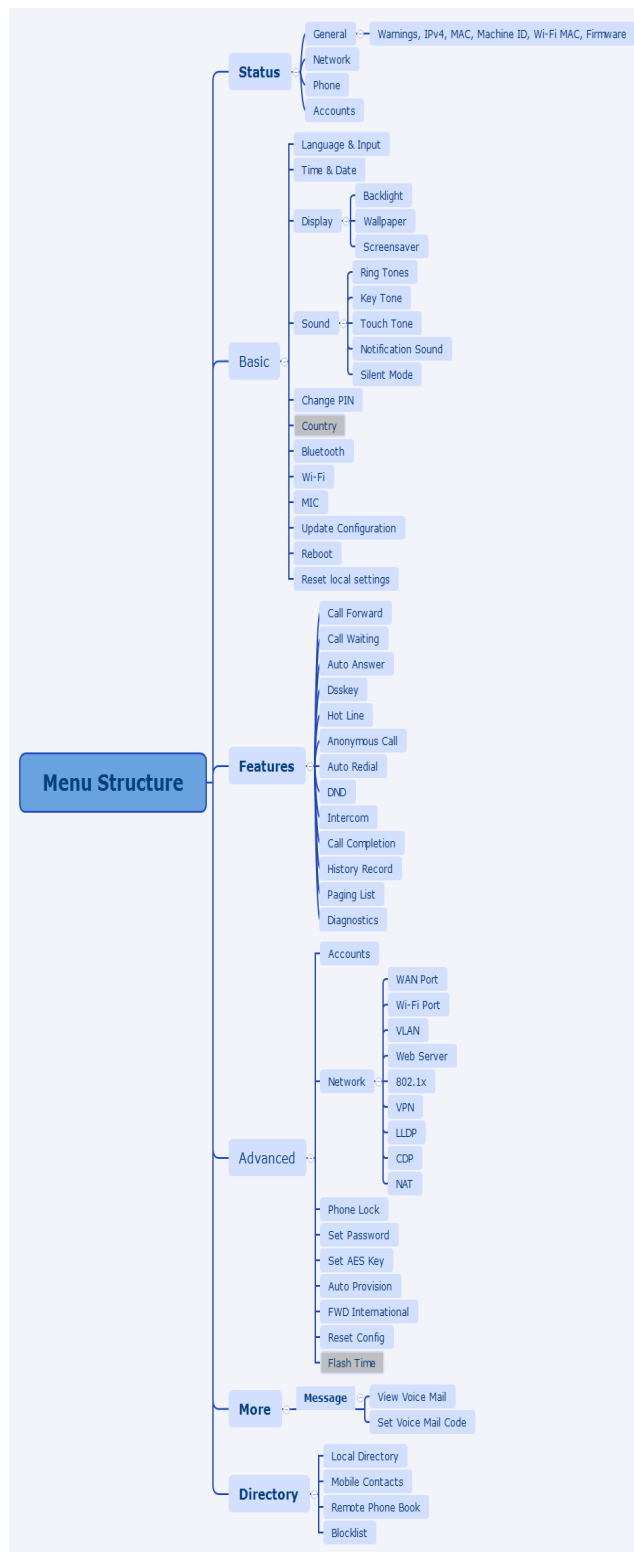 Menu Structure
Status
General
Warnings, IPv4, MAC, Machine ID, Wi-Fi MAC, Firmware
Network
Phone
Accounts
Basic
Language & Input
Time & Date
Display
Backlight
Wallpaper
Screensaver
Sound
Ring Tones
Key Tone
Touch Tone
Notification Sound
Silent Mode
Change PIN
Country
Bluetooth
Wi-Fi
MIC
Update Configuration
Reboot
Reset local settings
Features
Call Forward
Call Waiting
Auto Answer
Dsskey
Hot Line
Anonymous Call
Auto Redial
DND
Intercom
Call Completion
History Record
Paging List
Diagnostics
Advanced
Accounts
Network
WAN Port
Wi-Fi Port
VLAN
Web Server
802.1x
VPN
LLDP
CDP
NAT
Phone Lock
Set Password
Set AES Key
Auto Provision
FWD International
Reset Config
Flash Time
More
Message
View Voice Mail
Set Voice Mail Code
Directory
Local Directory
Mobile Contacts
Remote Phone Book
Blocklist